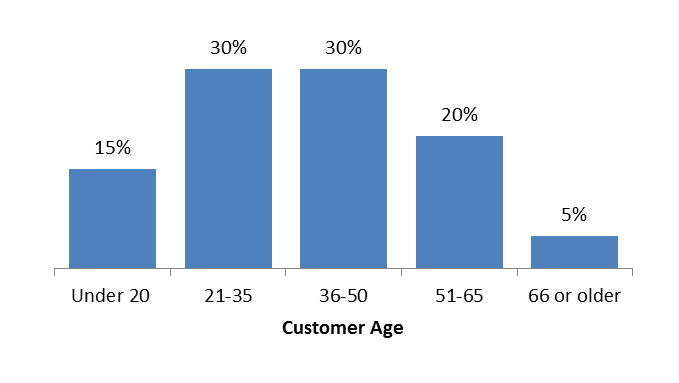 30% 30%
20%
15%
5%
Under 20 21-35 36-50 51-65 66 or older
Customer Age